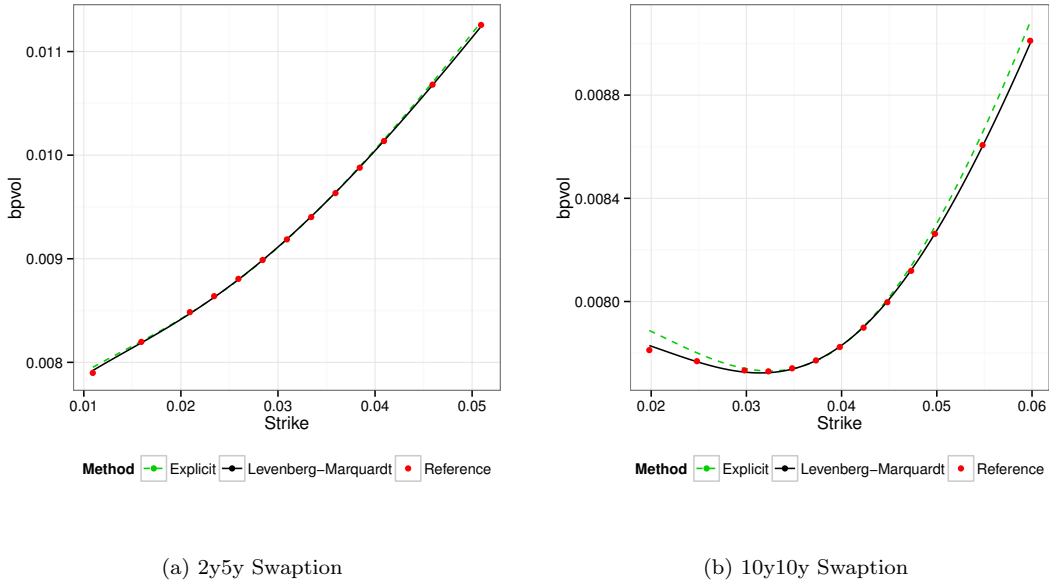 0.011
0.010
0.009
0.008
bpvol
0.01 0.02 0.03 0.04 0.05
Strike
Method Explicit Levenberg−Marquardt Reference
(a) 2y5y Swaption
0.0088
0.0084
0.0080
bpvol
0.02 0.03 0.04 0.05 0.06
Strike
Method Explicit Levenberg−Marquardt Reference
(b) 10y10y Swaption